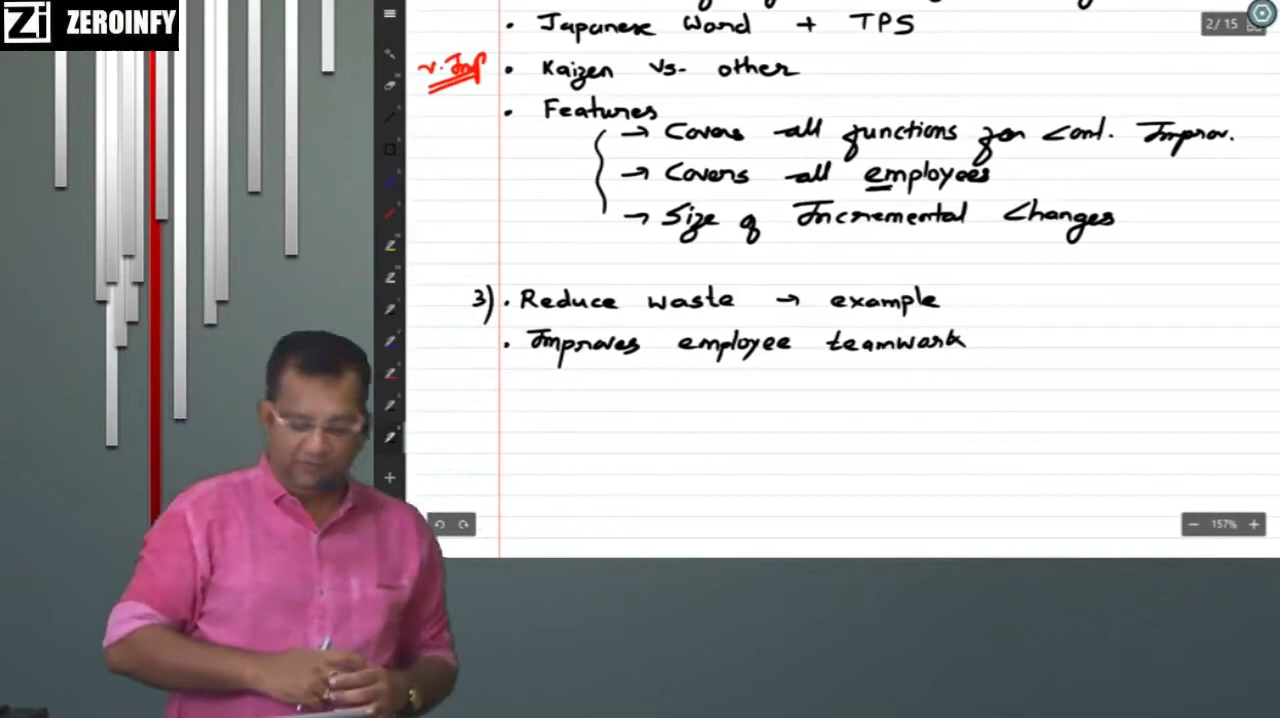 Zi ZEROINFY
2/15
• Japanese Word + TPS
v. Imp • Kaizen Vs. other
• Features
→ Covers all functions for Cont. Improv.
→ Covers all Employees
→ Size of Incremental Changes
3) • Reduce waste → example
• Improves employee teamwork
157%